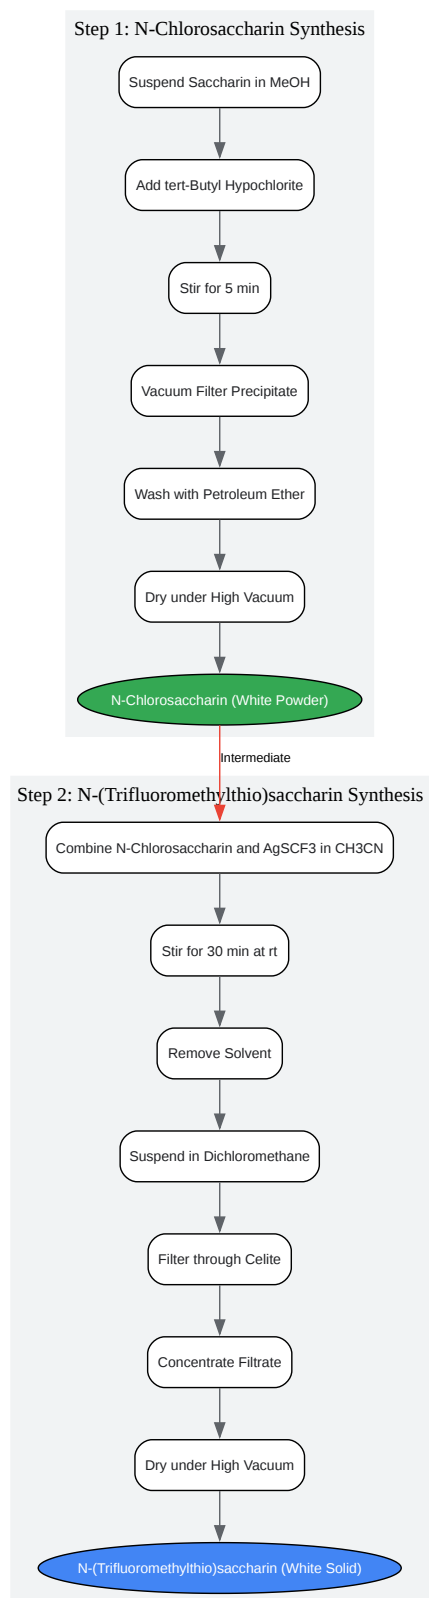 Step 1: N-Chlorosaccharin Synthesis
Suspend Saccharin in MeOH
Add tert-Butyl Hypochlorite
Stir for 5 min
Vacuum Filter Precipitate
Wash with Petroleum Ether
Dry under High Vacuum
N-Chlorosaccharin (White Powder)
Intermediate
Step 2: N-(Trifluoromethylthio)saccharin Synthesis
Combine N-Chlorosaccharin and AgSCF3 in CH3CN
Stir for 30 min at rt
Remove Solvent
Suspend in Dichloromethane
Filter through Celite
Concentrate Filtrate
Dry under High Vacuum
N-(Trifluoromethylthio)saccharin (White Solid)